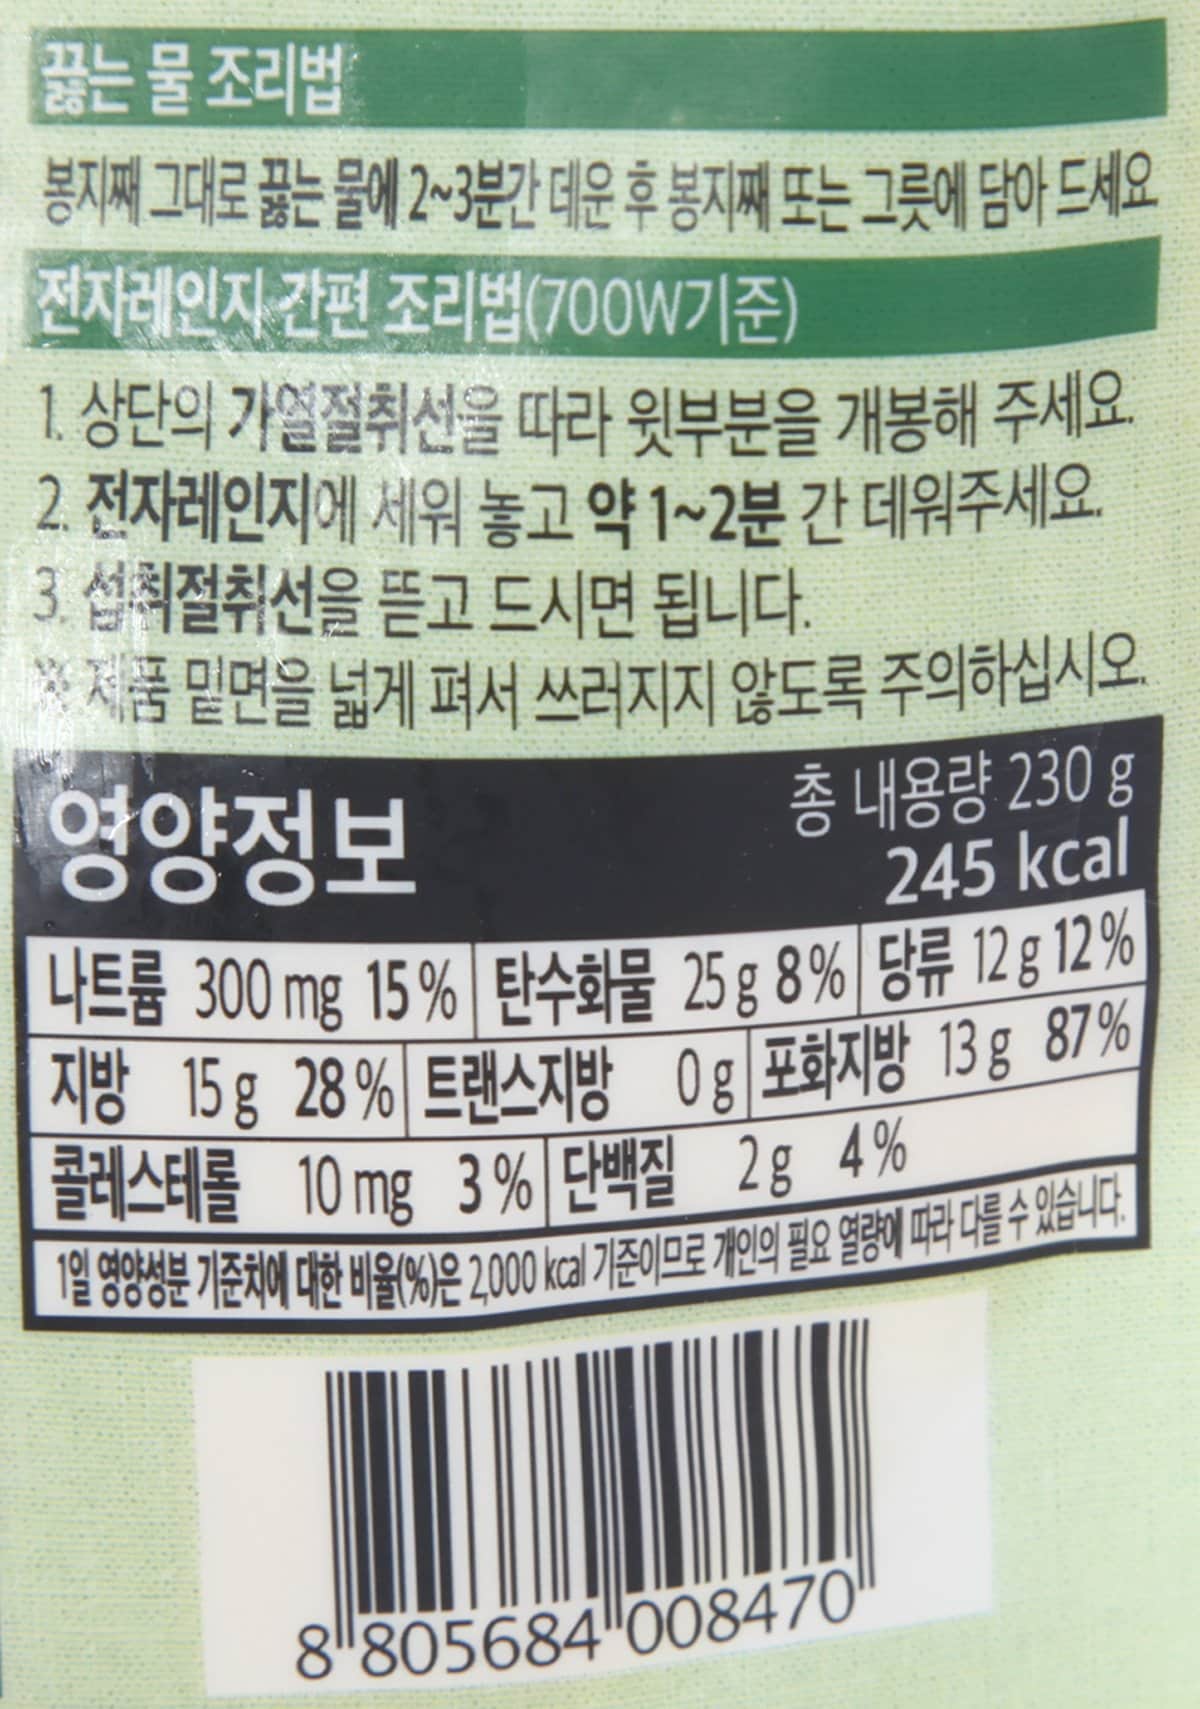 끓는 물 조리법
봉지째 그대로 끓는 물에 2~3분간 데운 후 봉지째 또는 그릇에 담아 드세요
전자레인지 간편 조리법(700W기준)
1. 상단의 가열절취선을 따라 윗부분을 개봉해 주세요.
2. 전자레인지에 세워 놓고 약 1~2분 간 데워주세요.
3. 섭취절취선을 뜯고 드시면 됩니다.
※ 제품 밑면을 넓게 펴서 쓰러지지 않도록 주의하십시오.
영양정보
총 내용량 230 g
245 kcal
나트륨 300 mg 15 % 탄수화물 25 g 8 % 당류 12 g 12 %
지방 15 g 28 % 트랜스지방 0 g 포화지방 13 g 87 %
콜레스테롤 10 mg 3 % 단백질 2 g 4 %
1일 영양성분 기준치에 대한 비율(%)은 2,000 kcal 기준이므로 개인의 필요 열량에 따라 다를 수 있습니다.
8 805684 008470